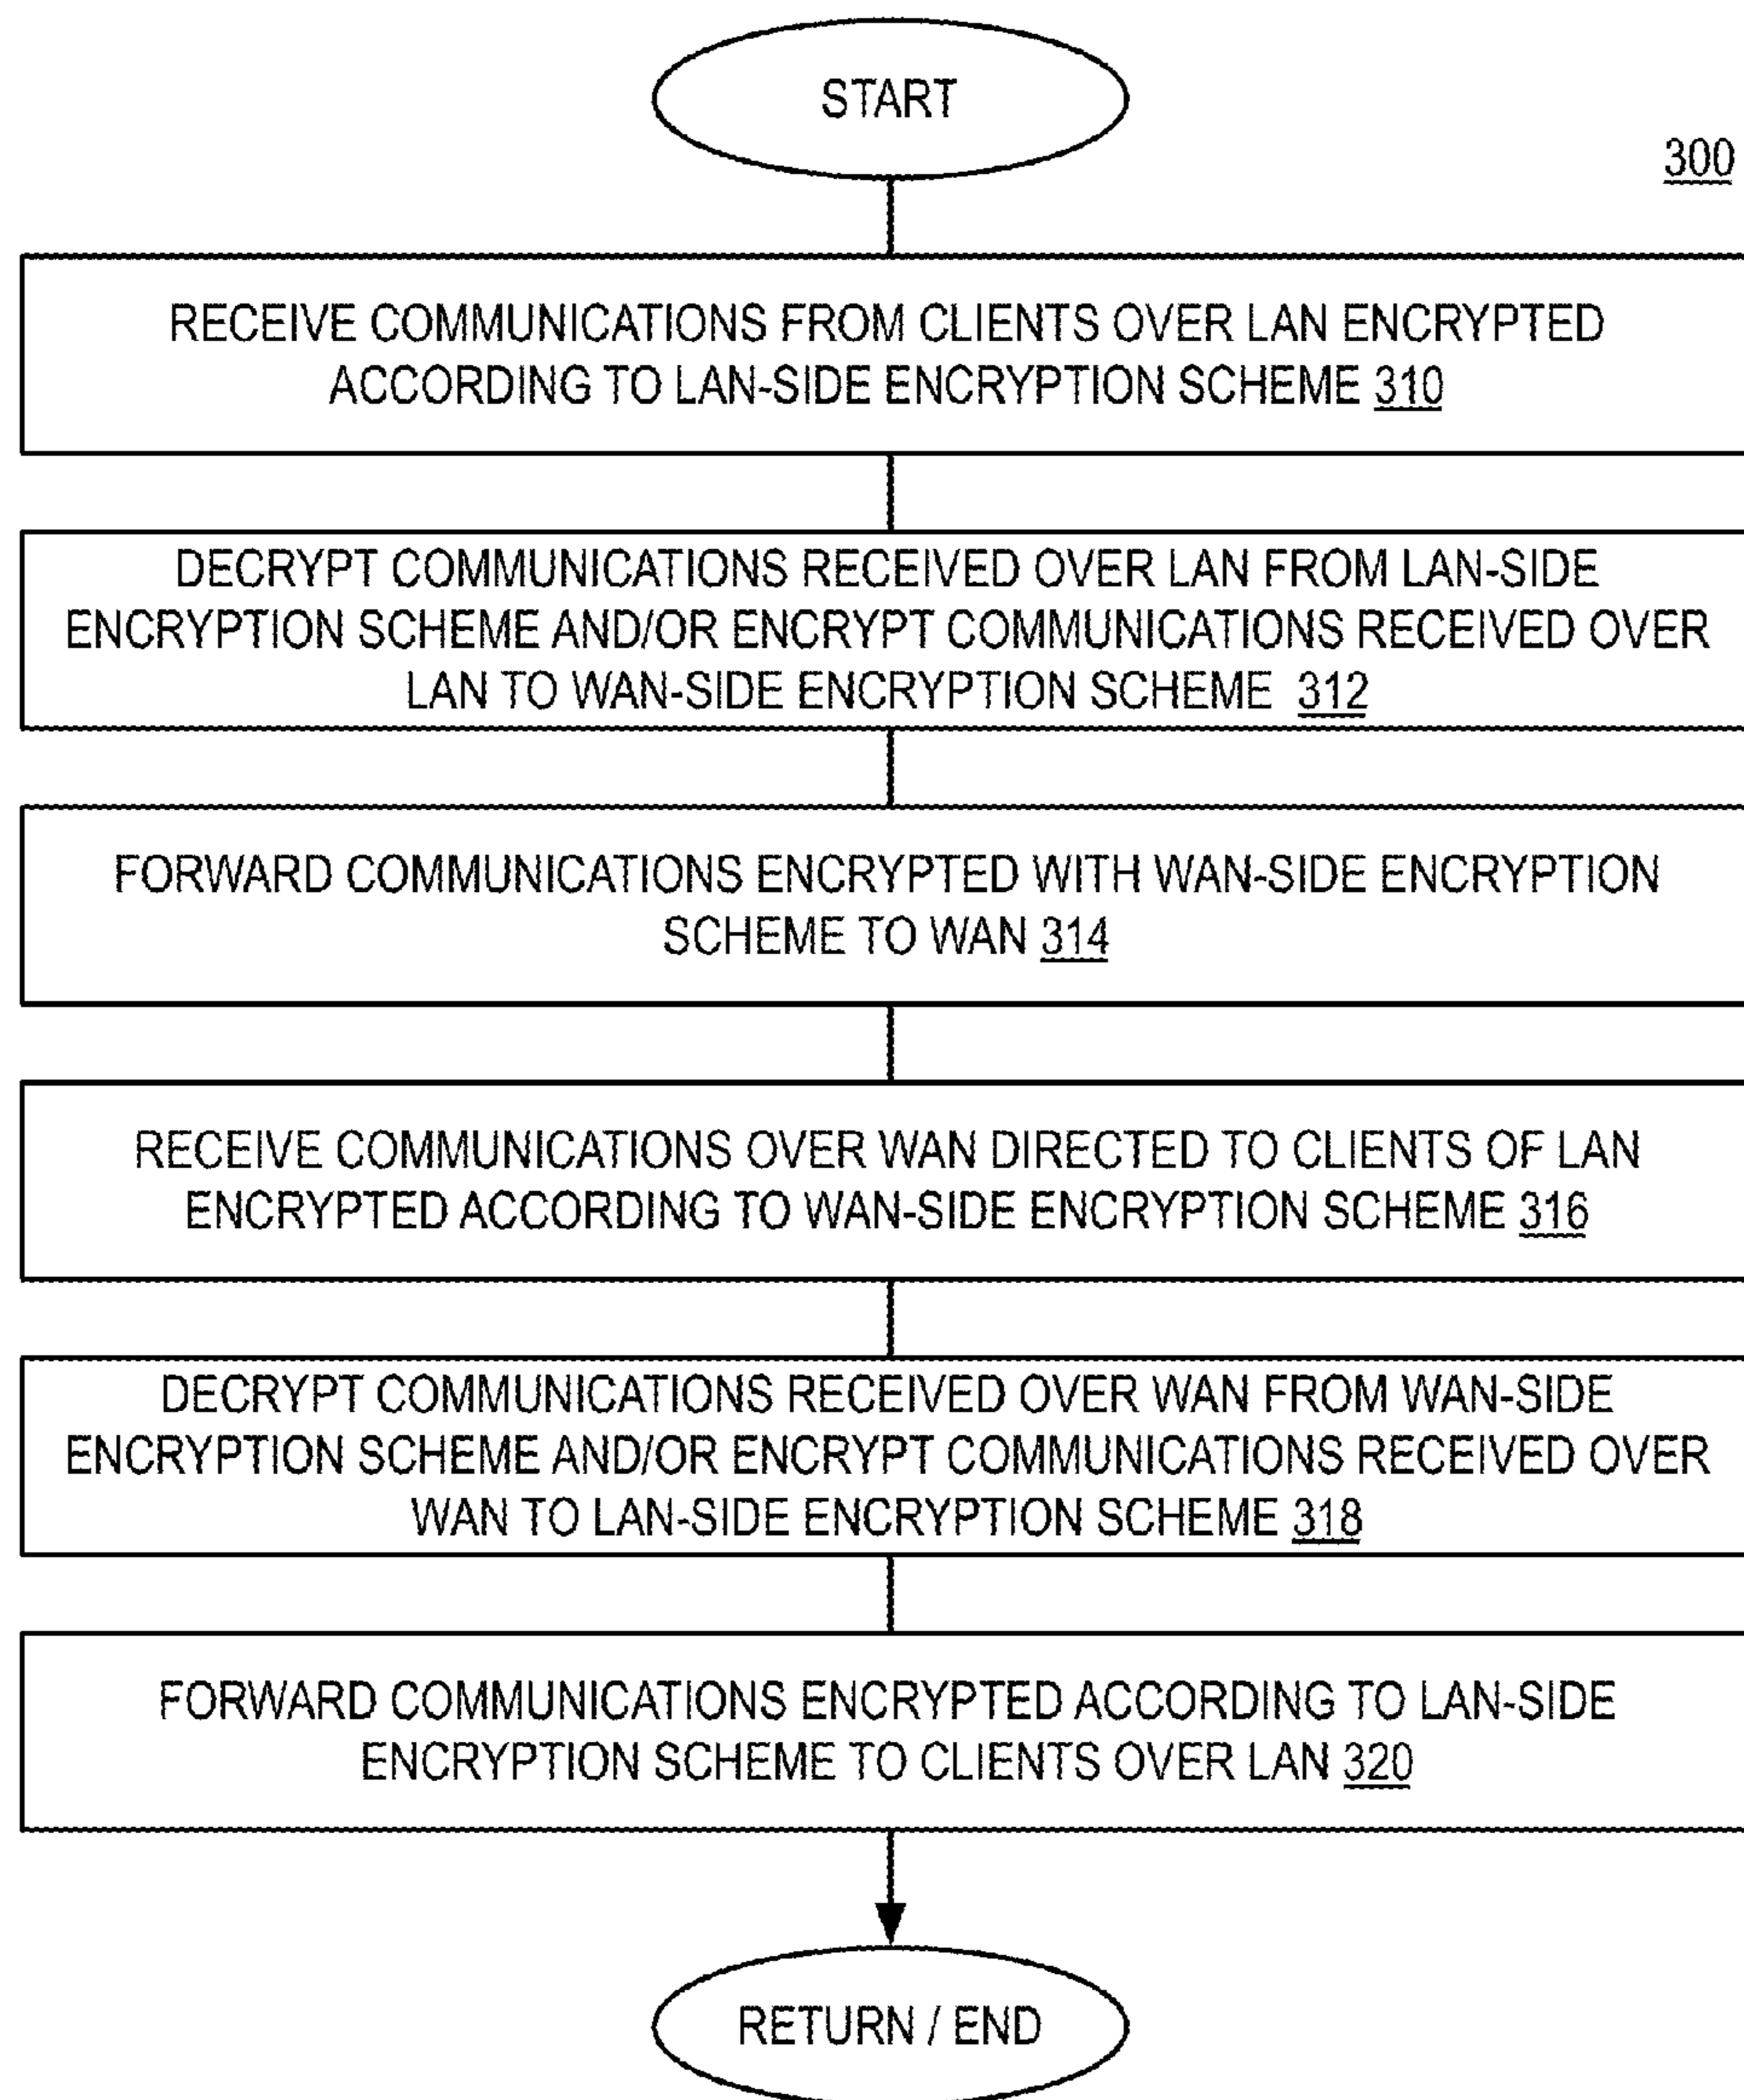 START
300
RECEIVE COMMUNICATIONS FROM CLIENTS OVER LAN ENCRYPTED
ACCORDING TO LAN-SIDE ENCRYPTION SCHEME 310
DECRYPT COMMUNICATIONS RECEIVED OVER LAN FROM LAN-SIDE
ENCRYPTION SCHEME AND/OR ENCRYPT COMMUNICATIONS RECEIVED OVER
LAN TO WAN-SIDE ENCRYPTION SCHEME 312
FORWARD COMMUNICATIONS ENCRYPTED WITH WAN-SIDE ENCRYPTION
SCHEME TO WAN 314
RECEIVE COMMUNICATIONS OVER WAN DIRECTED TO CLIENTS OF LAN
ENCRYPTED ACCORDING TO WAN-SIDE ENCRYPTION SCHEME 316
DECRYPT COMMUNICATIONS RECEIVED OVER WAN FROM WAN-SIDE
ENCRYPTION SCHEME AND/OR ENCRYPT COMMUNICATIONS RECEIVED OVER
WAN TO LAN-SIDE ENCRYPTION SCHEME 318
FORWARD COMMUNICATIONS ENCRYPTED ACCORDING TO LAN-SIDE
ENCRYPTION SCHEME TO CLIENTS OVER LAN 320
RETURN / END